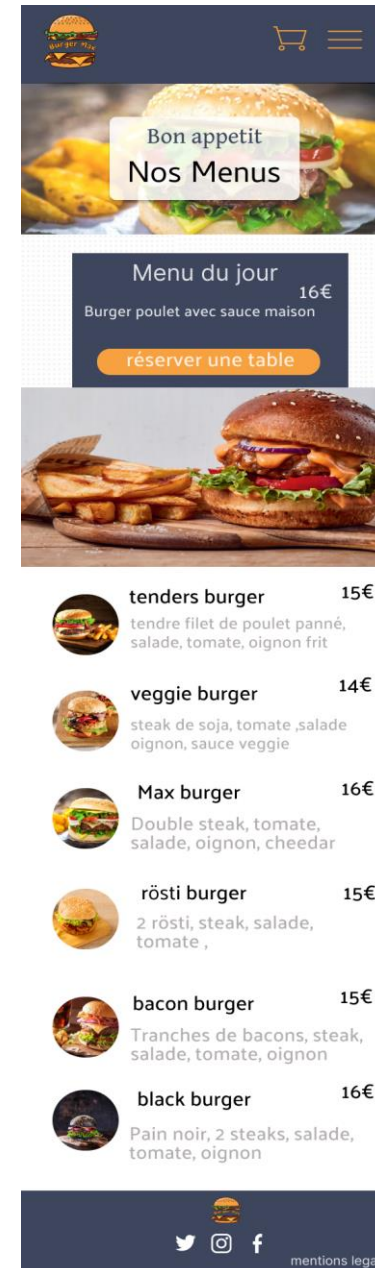 Burger Max
Bon appetit
Nos Menus
Menu du jour
16€
Burger poulet avec sauce maison
réserver une table
tenders burger 15€
tendre filet de poulet panné,
salade, tomate, oignon frit
veggie burger 14€
steak de soja, tomate ,salade
oignon, sauce veggie
Max burger 16€
Double steak, tomate,
salade, oignon, cheedar
rösti burger 15€
2 rösti, steak, salade,
tomate ,
bacon burger 15€
Tranches de bacons, steak,
salade, tomate, oignon
black burger 16€
Pain noir, 2 steaks, salade,
tomate, oignon
mentions lega